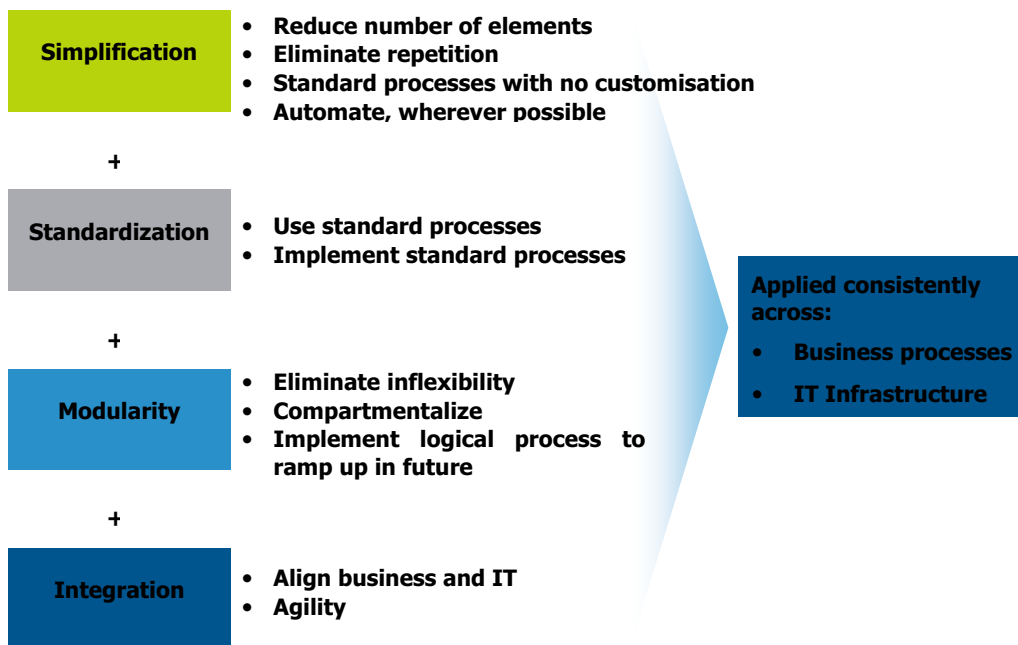 Simplification
• Reduce number of elements
• Eliminate repetition
• Standard processes with no customisation
• Automate, wherever possible
+
Standardization
• Use standard processes
• Implement standard processes
+
Modularity
• Eliminate inflexibility
• Compartmentalize
• Implement logical process to
ramp up in future
+
Integration
• Align business and IT
• Agility
Applied consistently
across:
• Business processes
• IT Infrastructure